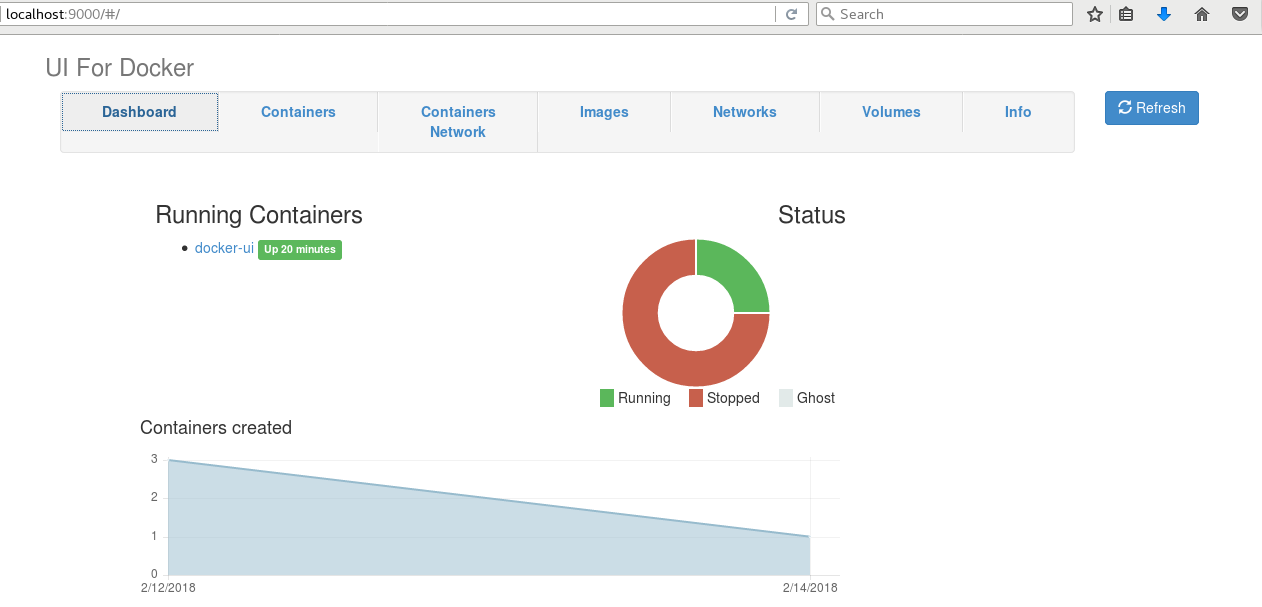 localhost:9000/#/
Search
UI For Docker
Dashboard
Containers
Containers
Network
Images
Networks
Volumes
Info
Refresh
Running Containers
docker-ui Up 20 minutes
Status
Running Stopped Ghost
Containers created
3
2
1
0
2/12/2018 2/14/2018